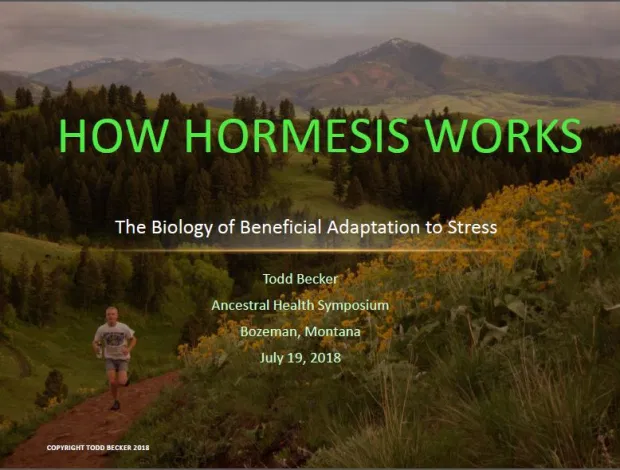 HOW HORMESIS WORKS
The Biology of Beneficial Adaptation to Stress
Todd Becker
Ancestral Health Symposium
Bozeman, Montana
July 19, 2018
COPYRIGHT TODD BECKER 2018